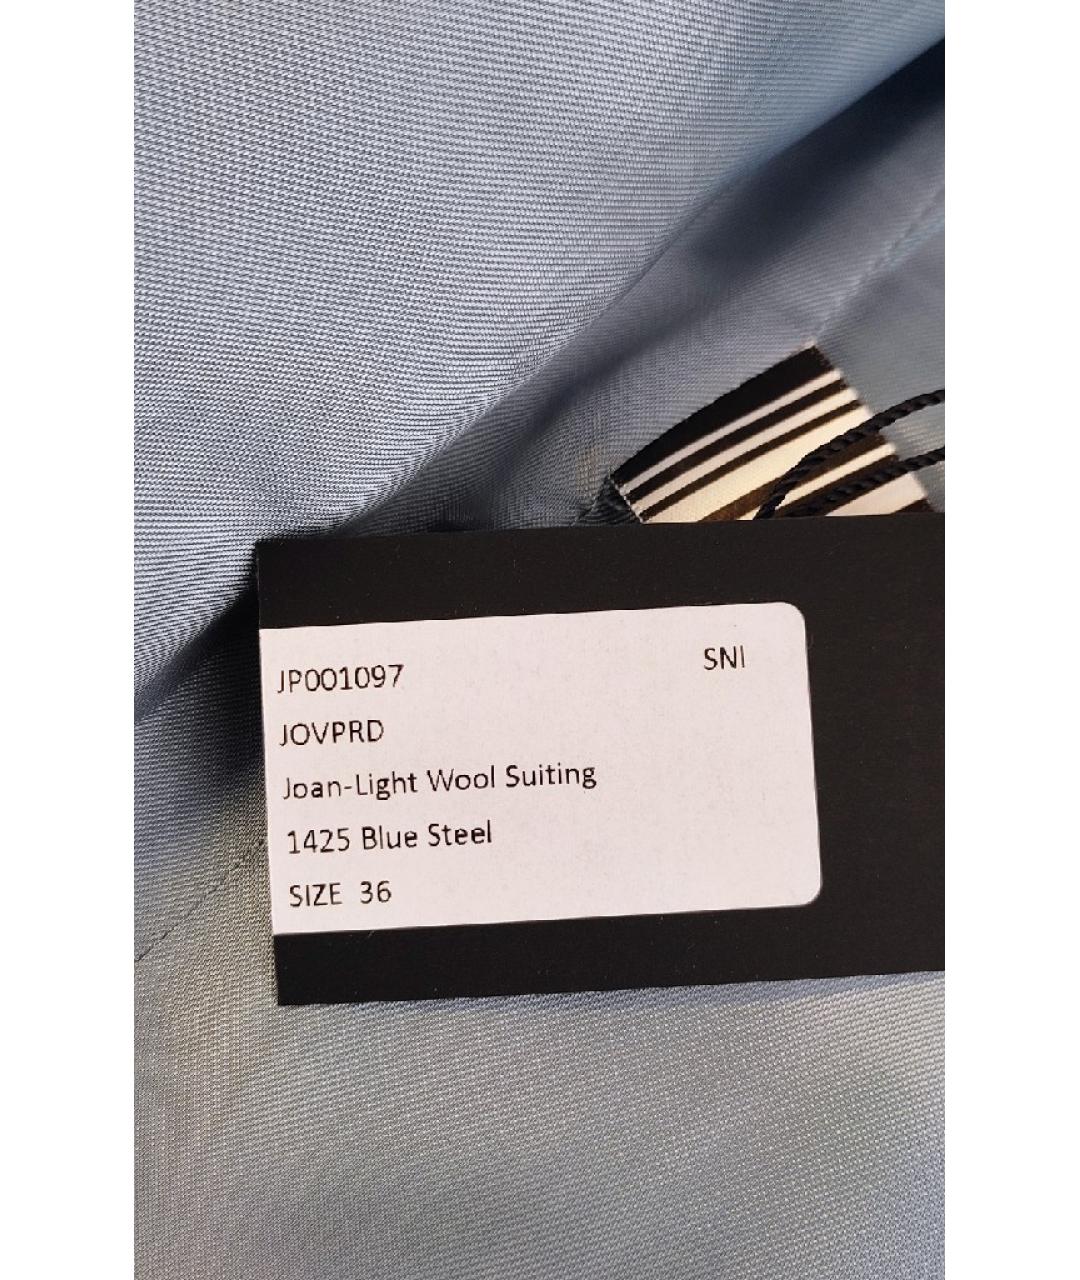 JP001097 SNI
JOVPRD
Joan-Light Wool Suiting
1425 Blue Steel
SIZE 36